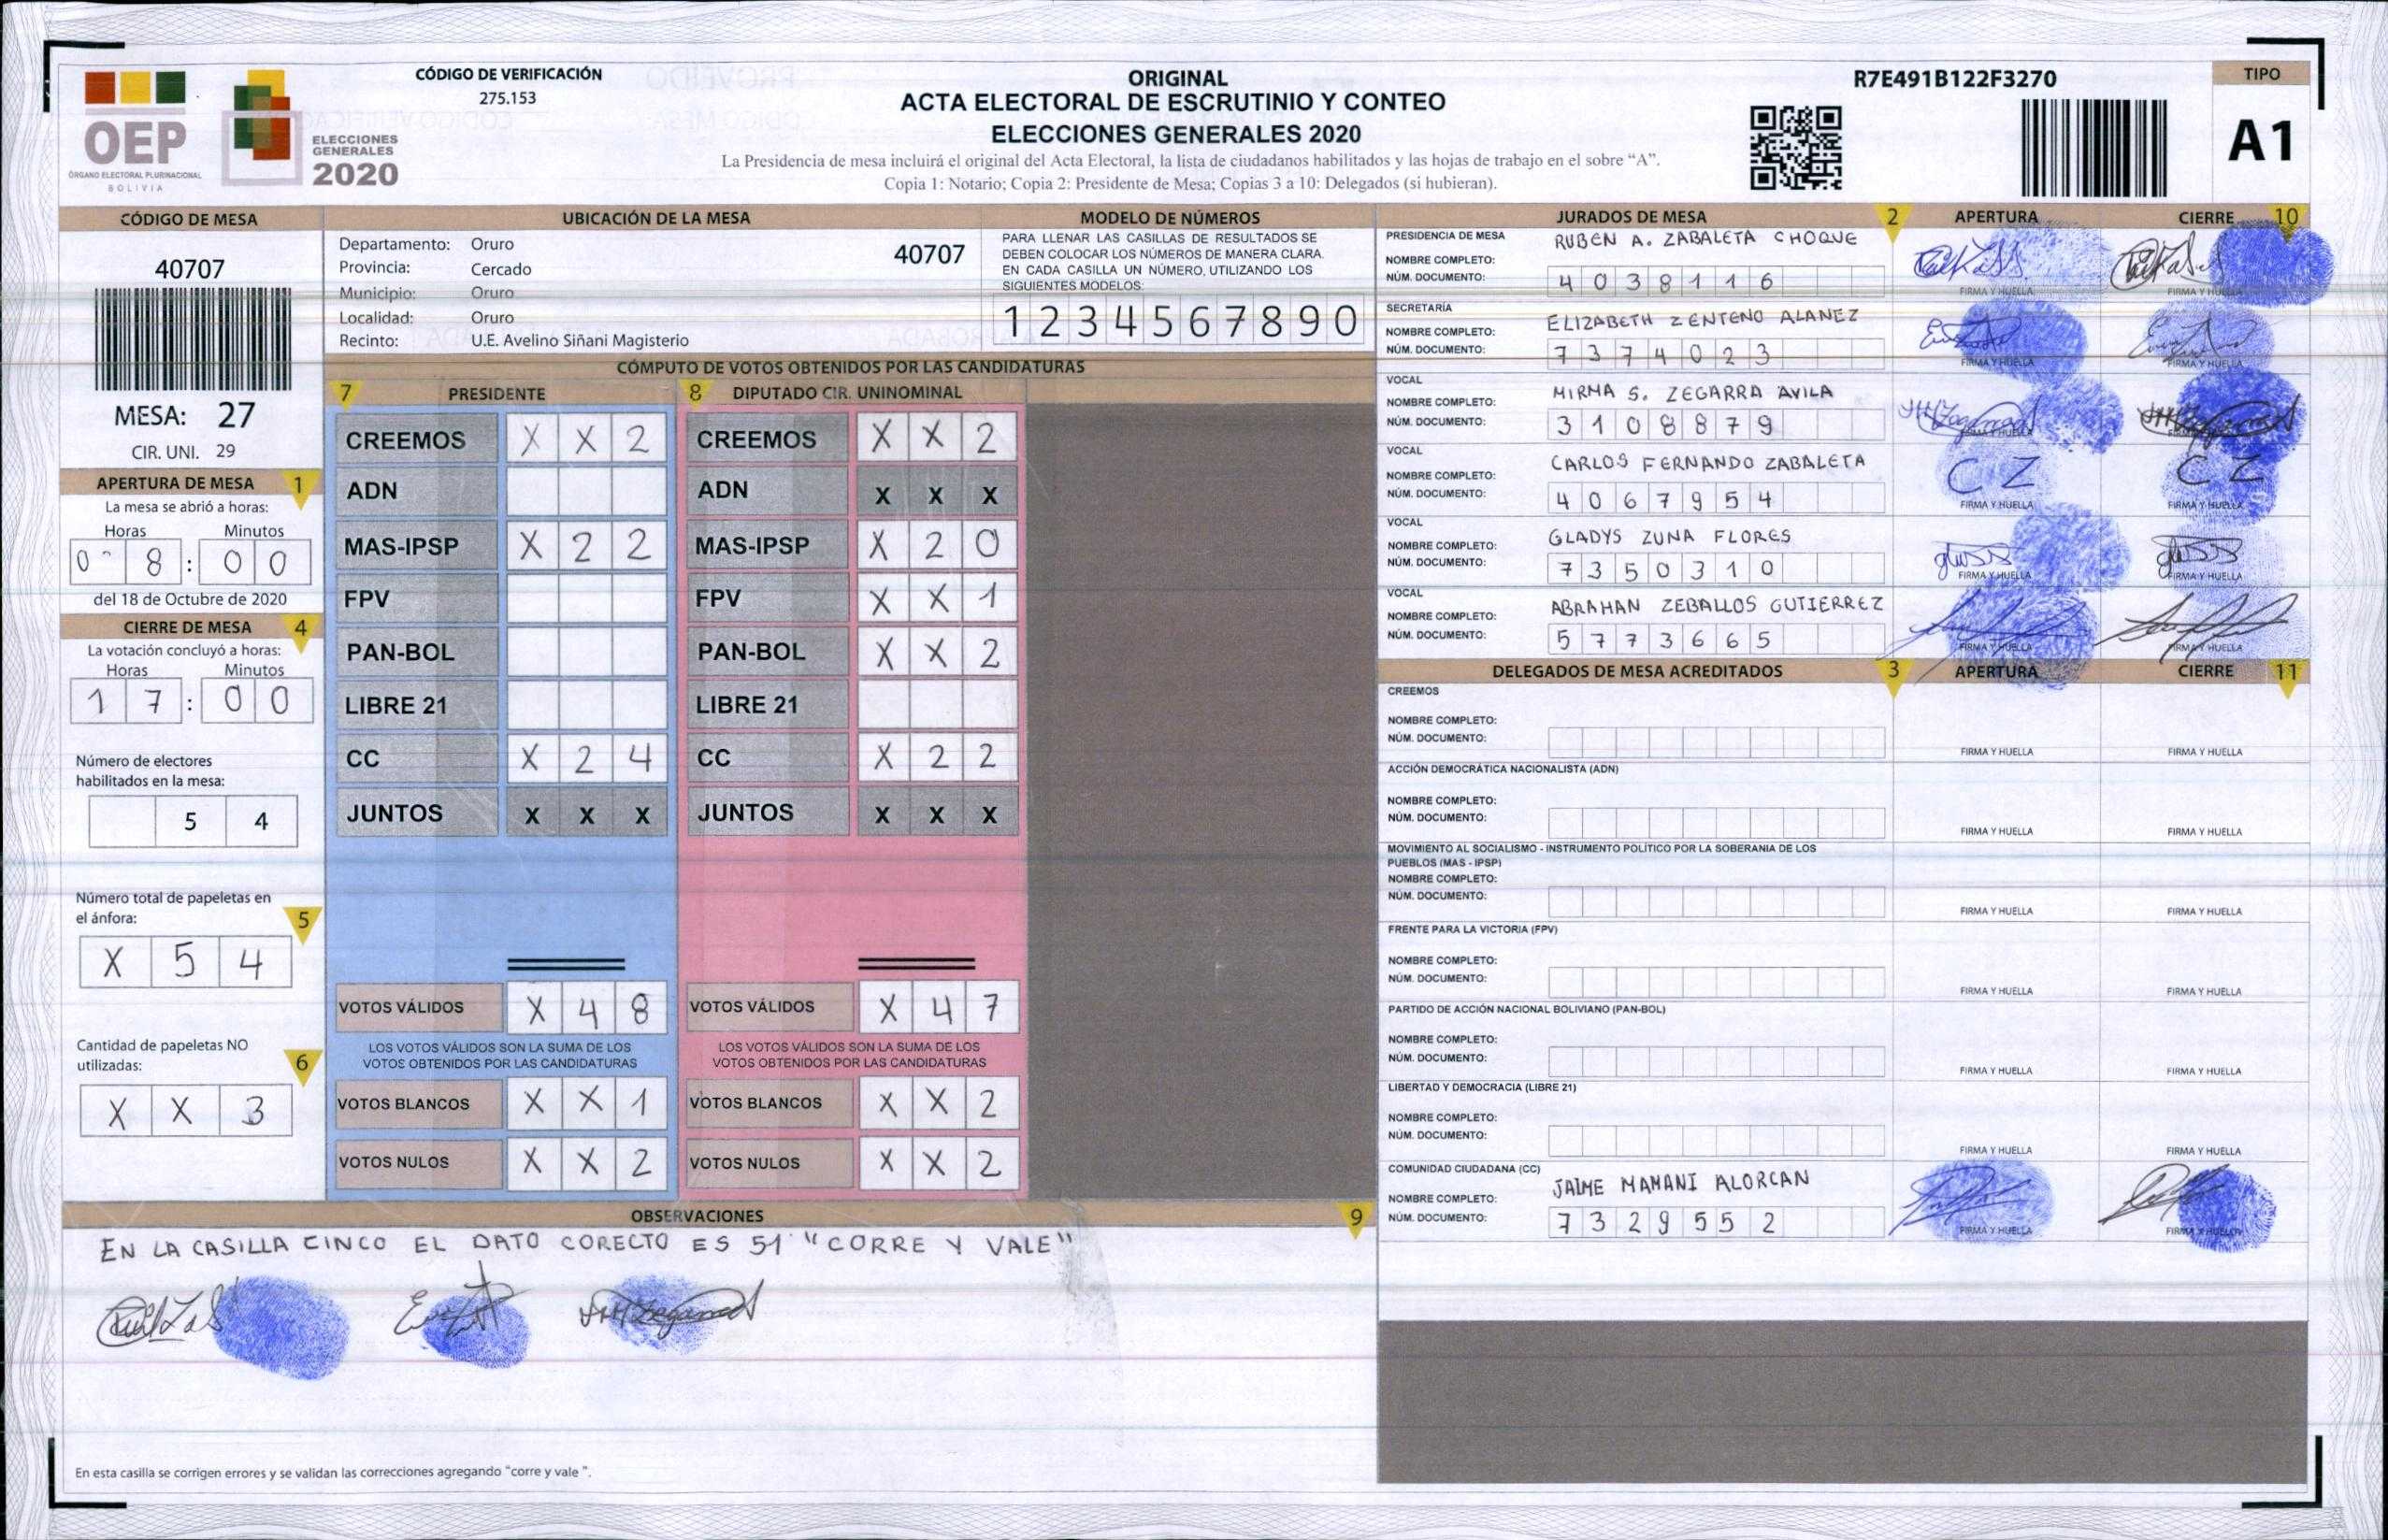 OEP
ÓRGANO ELECTORAL PLURINACIONAL
BOLIVIA
ELECCIONES
GENERALES
2020
CÓDIGO DE VERIFICACIÓN
275.153
ORIGINAL
ACTA ELECTORAL DE ESCRUTINIO Y CONTEO
ELECCIONES GENERALES 2020
La Presidencia de mesa incluirá el original del Acta Electoral, la lista de ciudadanos habilitados y las hojas de trabajo en el sobre “A”.
Copia 1: Notario; Copia 2: Presidente de Mesa; Copias 3 a 10: Delegados (si hubieran).
R7E491B122F3270
TIPO
A1
CÓDIGO DE MESA
40707
MESA: 27
CIR. UNI. 29
APERTURA DE MESA 1
La mesa se abrió a horas:
Horas Minutos
0 8 : 0 0
del 18 de Octubre de 2020
CIERRE DE MESA 4
La votación concluyó a horas:
Horas Minutos
1 7 : 0 0
Número de electores
habilitados en la mesa:
5 4
Número total de papeletas en
el ánfora: 5
X 5 4
Cantidad de papeletas NO
utilizadas: 6
X X 3
UBICACIÓN DE LA MESA
Departamento: Oruro
Provincia: Cercado
Municipio: Oruro
Localidad: Oruro
Recinto: U.E. Avelino Siñani Magisterio
40707
MODELO DE NÚMEROS
PARA LLENAR LAS CASILLAS DE RESULTADOS SE
DEBEN COLOCAR LOS NÚMEROS DE MANERA CLARA.
EN CADA CASILLA UN NÚMERO, UTILIZANDO LOS
SIGUIENTES MODELOS:
1 2 3 4 5 6 7 8 9 0
CÓMPUTO DE VOTOS OBTENIDOS POR LAS CANDIDATURAS
7 PRESIDENTE
CREEMOS X X 2
ADN
MAS-IPSP X 2 2
FPV
PAN-BOL
LIBRE 21
CC X 2 4
JUNTOS X X X
VOTOS VÁLIDOS X 4 8
LOS VOTOS VÁLIDOS SON LA SUMA DE LOS
VOTOS OBTENIDOS POR LAS CANDIDATURAS
VOTOS BLANCOS X X 1
VOTOS NULOS X X 2
8 DIPUTADO CIR. UNINOMINAL
CREEMOS X X 2
ADN X X X
MAS-IPSP X 2 0
FPV X X 1
PAN-BOL X X 2
LIBRE 21
CC X 2 2
JUNTOS X X X
VOTOS VÁLIDOS X 4 7
LOS VOTOS VÁLIDOS SON LA SUMA DE LOS
VOTOS OBTENIDOS POR LAS CANDIDATURAS
VOTOS BLANCOS X X 2
VOTOS NULOS X X 2
OBSERVACIONES 9
EN LA CASILLA CINCO EL DATO CORECTO ES 51 "CORRE Y VALE"
En esta casilla se corrigen errores y se validan las correcciones agregando “corre y vale ”.
JURADOS DE MESA 2 APERTURA CIERRE 10
PRESIDENCIA DE MESA
NOMBRE COMPLETO: RUBEN A. ZABALETA CHOQUE
NÚM. DOCUMENTO: 4 0 3 8 1 1 6
FIRMA Y HUELLA FIRMA Y HUELLA
SECRETARÍA
NOMBRE COMPLETO: ELIZABETH ZENTENO ALANEZ
NÚM. DOCUMENTO: 7 3 7 4 0 2 3
FIRMA Y HUELLA FIRMA Y HUELLA
VOCAL
NOMBRE COMPLETO: MIRMA S. ZEGARRA AVILA
NÚM. DOCUMENTO: 3 1 0 8 8 7 9
FIRMA Y HUELLA FIRMA Y HUELLA
VOCAL
NOMBRE COMPLETO: CARLOS FERNANDO ZABALETA
NÚM. DOCUMENTO: 4 0 6 7 9 5 4
C Z C Z
FIRMA Y HUELLA FIRMA Y HUELLA
VOCAL
NOMBRE COMPLETO: GLADYS ZUNA FLORES
NÚM. DOCUMENTO: 7 3 5 0 3 1 0
FIRMA Y HUELLA FIRMA Y HUELLA
VOCAL
NOMBRE COMPLETO: ABRAHAN ZEBALLOS GUTIERREZ
NÚM. DOCUMENTO: 5 7 7 3 6 6 5
FIRMA Y HUELLA FIRMA Y HUELLA
DELEGADOS DE MESA ACREDITADOS 3 APERTURA CIERRE 11
CREEMOS
NOMBRE COMPLETO:
NÚM. DOCUMENTO:
FIRMA Y HUELLA FIRMA Y HUELLA
ACCIÓN DEMOCRÁTICA NACIONALISTA (ADN)
NOMBRE COMPLETO:
NÚM. DOCUMENTO:
FIRMA Y HUELLA FIRMA Y HUELLA
MOVIMIENTO AL SOCIALISMO - INSTRUMENTO POLÍTICO POR LA SOBERANIA DE LOS
PUEBLOS (MAS - IPSP)
NOMBRE COMPLETO:
NÚM. DOCUMENTO:
FIRMA Y HUELLA FIRMA Y HUELLA
FRENTE PARA LA VICTORIA (FPV)
NOMBRE COMPLETO:
NÚM. DOCUMENTO:
FIRMA Y HUELLA FIRMA Y HUELLA
PARTIDO DE ACCIÓN NACIONAL BOLIVIANO (PAN-BOL)
NOMBRE COMPLETO:
NÚM. DOCUMENTO:
FIRMA Y HUELLA FIRMA Y HUELLA
LIBERTAD Y DEMOCRACIA (LIBRE 21)
NOMBRE COMPLETO:
NÚM. DOCUMENTO:
FIRMA Y HUELLA FIRMA Y HUELLA
COMUNIDAD CIUDADANA (CC)
NOMBRE COMPLETO: JAIME MAMANI ALORCAN
NÚM. DOCUMENTO: 7 3 2 9 5 5 2
FIRMA Y HUELLA FIRMA Y HUELLA